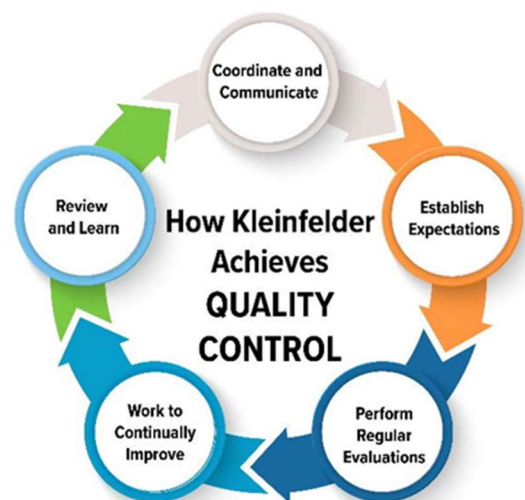 Coordinate and
Communicate
Establish
Expectations
Perform
Regular
Evaluations
Work to
Continually
Improve
Review
and Learn
How Kleinfelder
Achieves
QUALITY
CONTROL